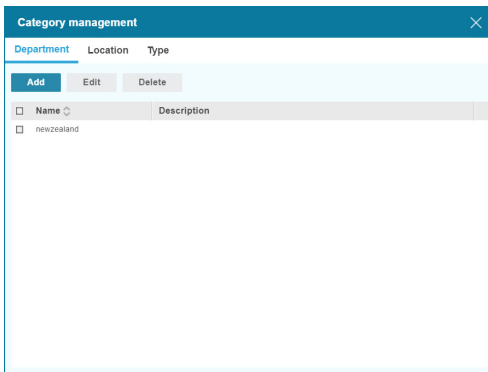 Category management
Department Location Type
Add Edit Delete
Name Description
newzealand